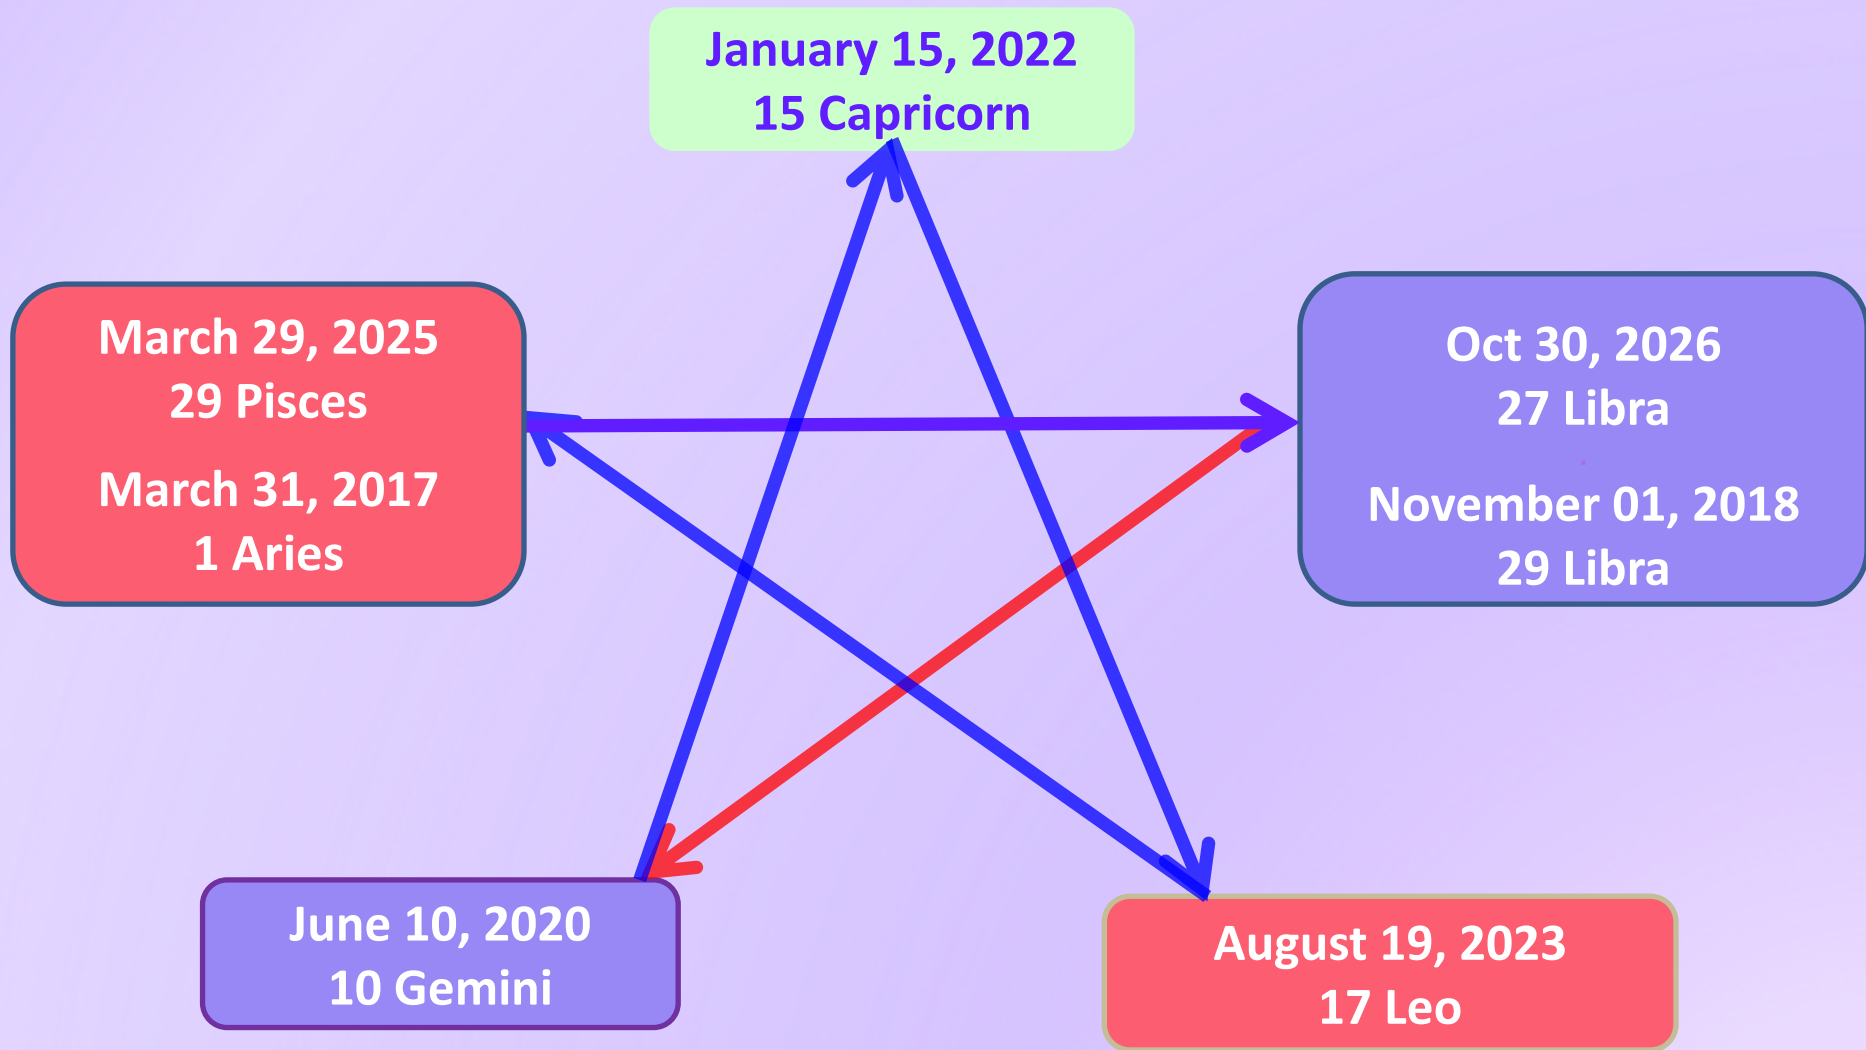 January 15, 2022
15 Capricorn
March 29, 2025
29 Pisces
March 31, 2017
1 Aries
Oct 30, 2026
27 Libra
November 01, 2018
29 Libra
June 10, 2020
10 Gemini
August 19, 2023
17 Leo